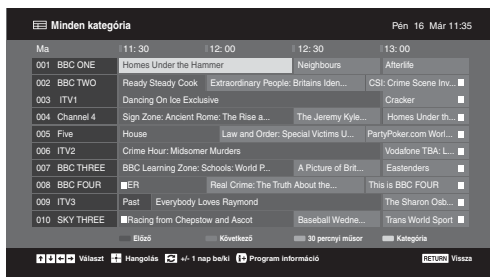 Minden kategória Pén 16 Már 11:35
Ma 11: 30 12: 00 12: 30 13: 00
001 BBC ONE Homes Under the Hammer Neighbours Afterlife
002 BBC TWO Ready Steady Cook Extraordinary People: Britains Iden... CSI: Crime Scene Inv...
003 ITV1 Dancing On Ice Exclusive Cracker
004 Channel 4 Sign Zone: Ancient Rome: The Rise a... The Jeremy Kyle... Homes Under th...
005 Five House Law and Order: Special Victims U... PartyPoker.com Worl...
006 ITV2 Crime Hour: Midsomer Murders Vodafone TBA: L...
007 BBC THREE BBC Learning Zone: Schools: World P... A Picture of Brit... Eastenders
008 BBC FOUR ER Real Crime: The Truth About the... This is BBC FOUR
009 ITV3 Past Everybody Loves Raymond The Sharon Osb...
010 SKY THREE Racing from Chepstow and Ascot Baseball Wedne... Trans World Sport
Előző Következő 30 percnyi műsor Kategória
Választ Hangolás +/- 1 nap be/ki Program információ RETURN Vissza